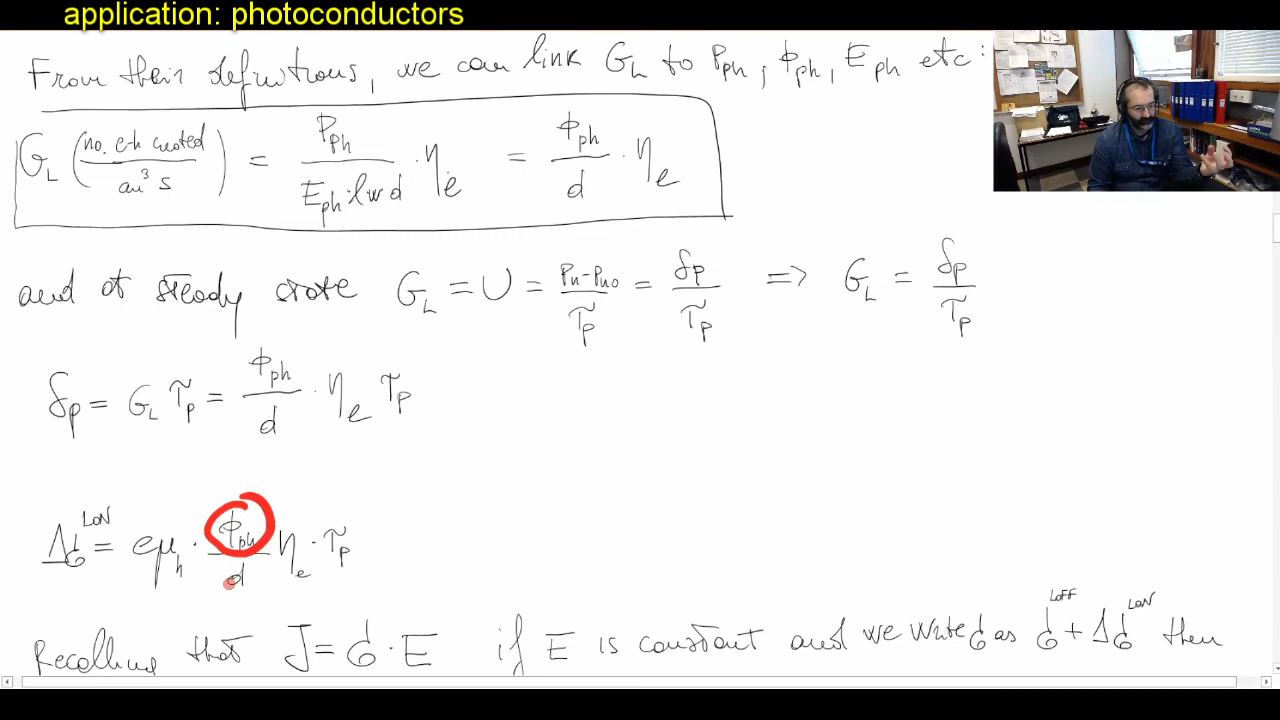 application: photoconductors
From their definitions, we can link G_L to P_ph, ϕ_ph, E_ph etc:
G_L (no. e-h created / cm³ s) = P_ph / (E_ph · l w d) · η_e = ϕ_ph / d · η_e
and at steady state G_L = U = (p_n - p_n0) / τ_p = δp / τ_p => G_L = δp / τ_p
δp = G_L τ_p = ϕ_ph / d · η_e τ_p
Δσ^LON = eμ_h · ϕ_ph / d η_e · τ_p
Recalling that J = σ · E if E is constant and we write σ as σ^LOFF + Δσ^LON then